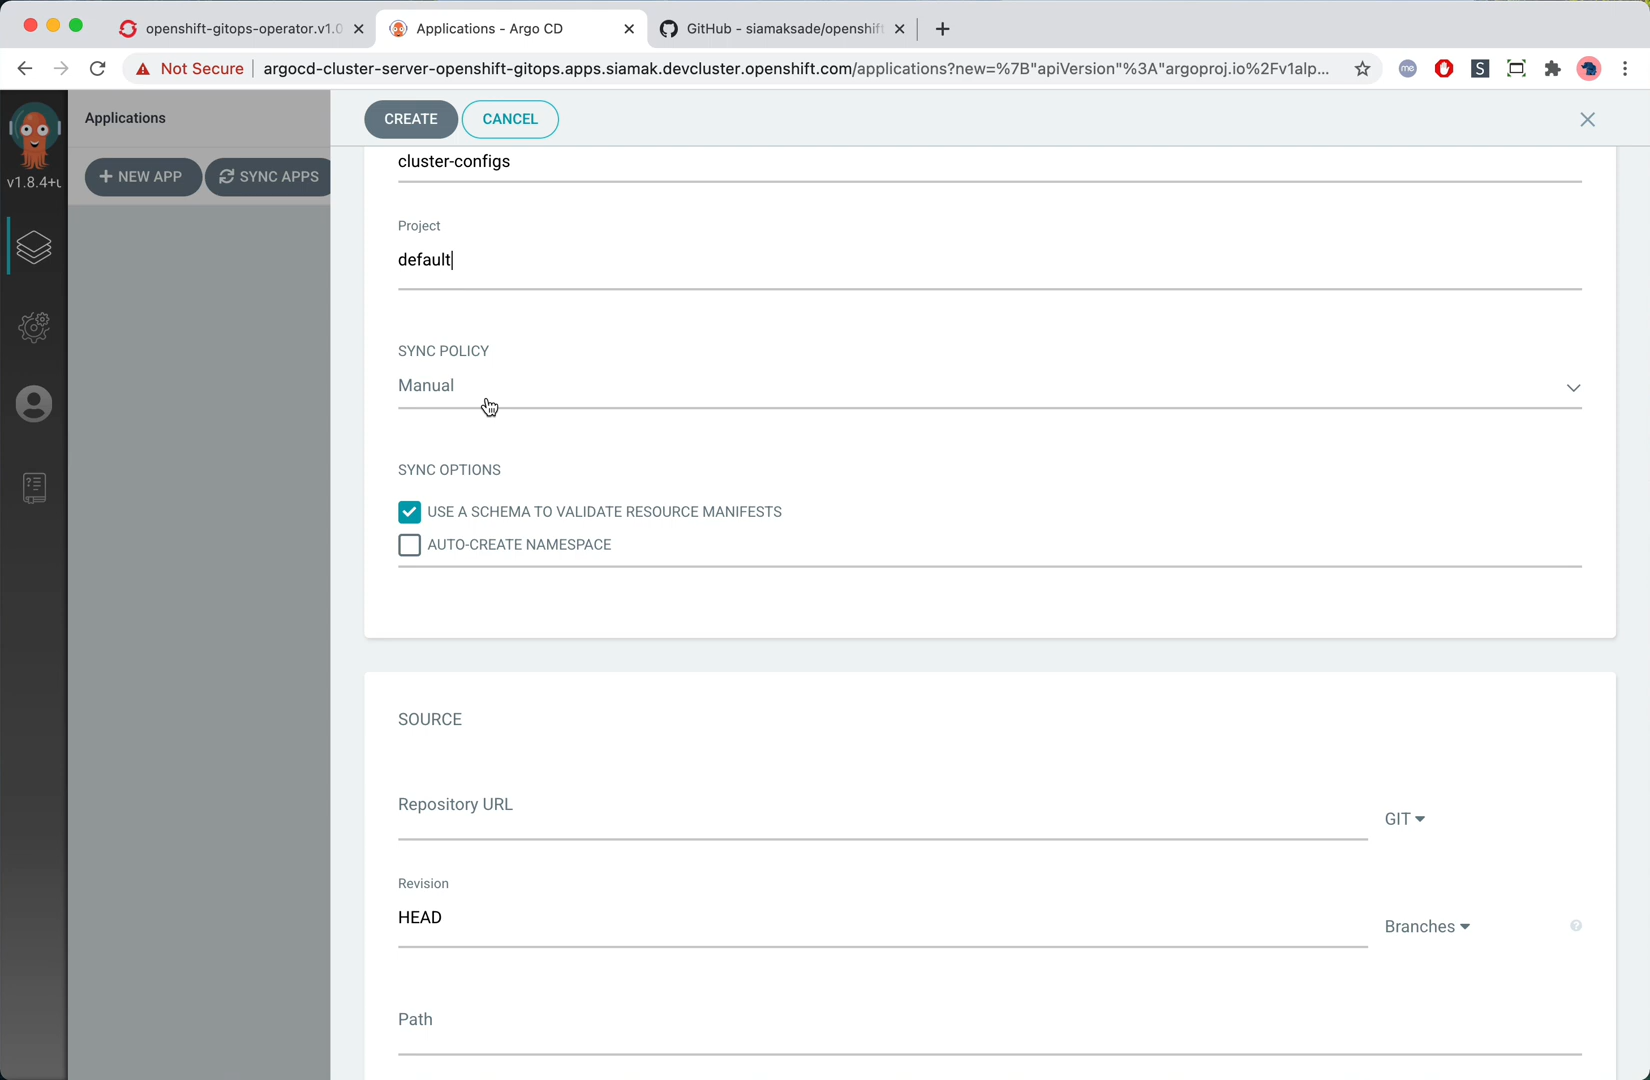 openshift-gitops-operator.v1.0
Applications - Argo CD
GitHub - siamaksade/openshif
Not Secure
argocd-cluster-server-openshift-gitops.apps.siamak.devcluster.openshift.com/applications?new=%7B"apiVersion"%3A"argoproj.io%2Fv1alp...
me
S
v1.8.4+u
Applications
NEW APP
SYNC APPS
CREATE
CANCEL
cluster-configs
Project
default
SYNC POLICY
Manual
SYNC OPTIONS
USE A SCHEMA TO VALIDATE RESOURCE MANIFESTS
AUTO-CREATE NAMESPACE
SOURCE
Repository URL
GIT
Revision
HEAD
Branches
?
Path